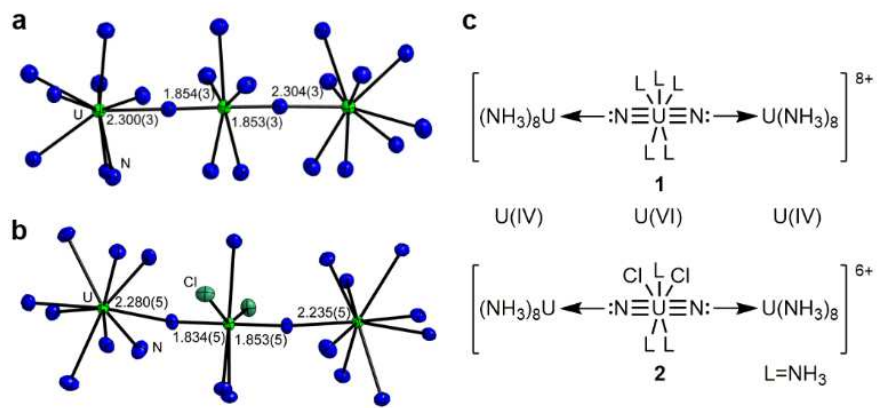 a
1.854(3)
2.304(3)
U
2.300(3)
1.853(3)
N
b
Cl
U
2.280(5)
2.235(5)
1.834(5)
1.853(5)
N
c
8+
L L L
(NH₃)₈U :N≡U≡N: U(NH₃)₈
L L
1
U(IV) U(VI) U(IV)
6+
Cl L Cl
(NH₃)₈U :N≡U≡N: U(NH₃)₈
L L
2
L=NH₃